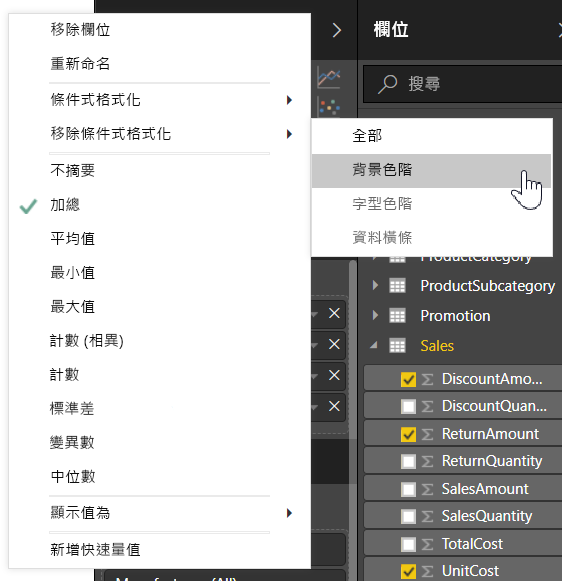 移除欄位
重新命名
條件式格式化
移除條件式格式化
不摘要
加總
平均值
最小值
最大值
計數 (相異)
計數
標準差
變異數
中位數
顯示值為
新增快速量值
全部
背景色階
字型色階
資料橫條
欄位
搜尋
ProductCategory
ProductSubcategory
Promotion
Sales
DiscountAmo...
DiscountQuan...
ReturnAmount
ReturnQuantity
SalesAmount
SalesQuantity
TotalCost
UnitCost